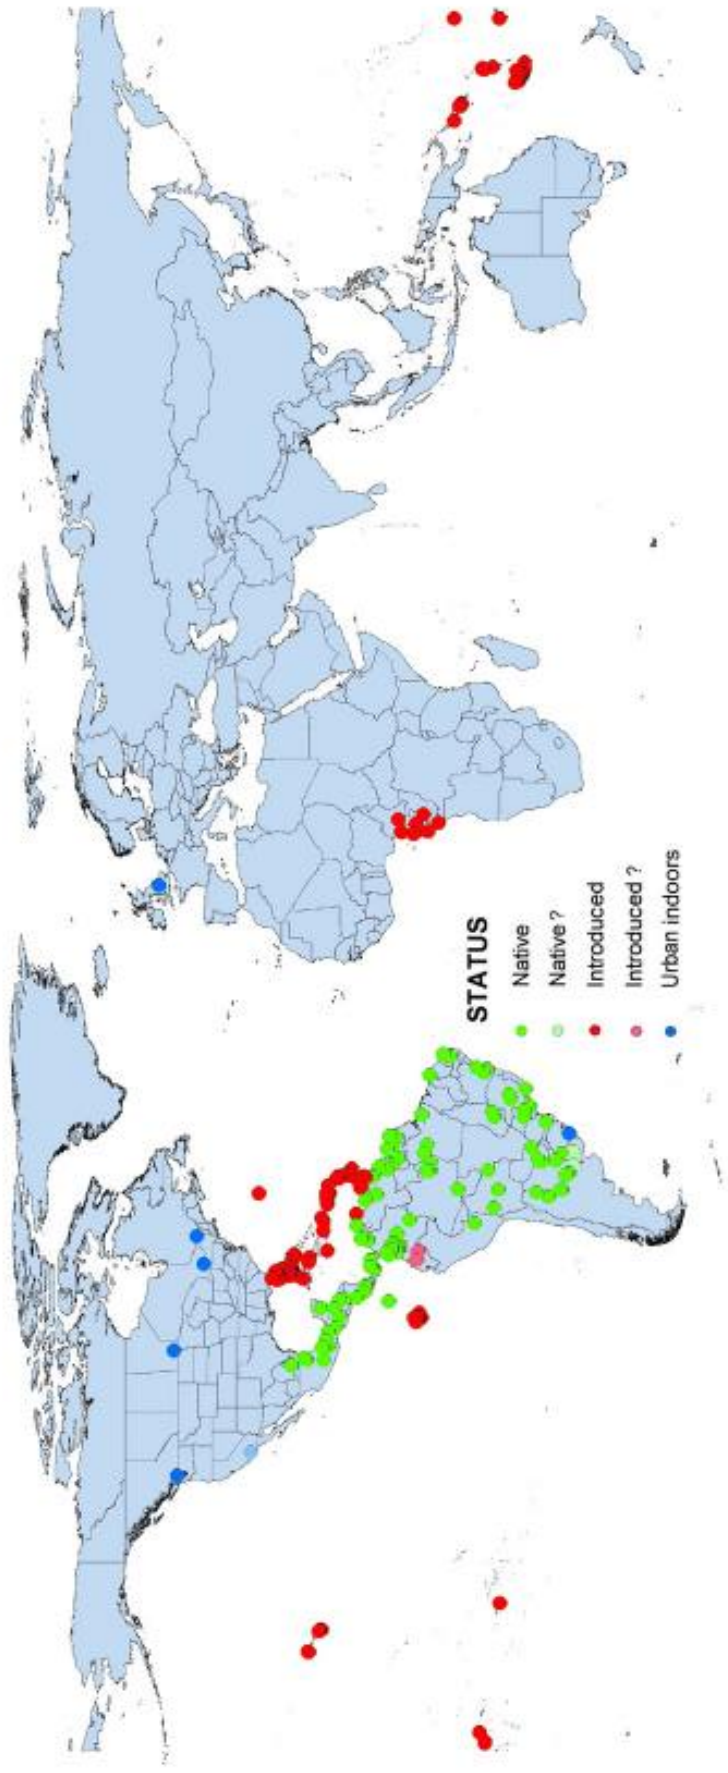 STATUS
Native
Native ?
Introduced
Introduced ?
Urban indoors